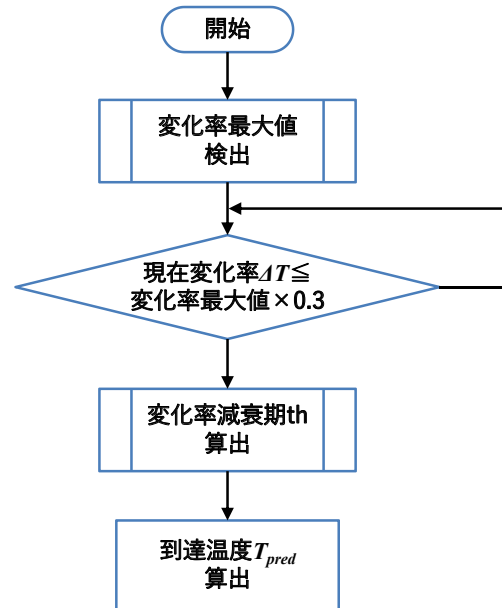 開始
変化率最大値
検出
現在変化率ΔT≦
変化率最大値×0.3
変化率減衰期th
算出
到達温度Tpred
算出